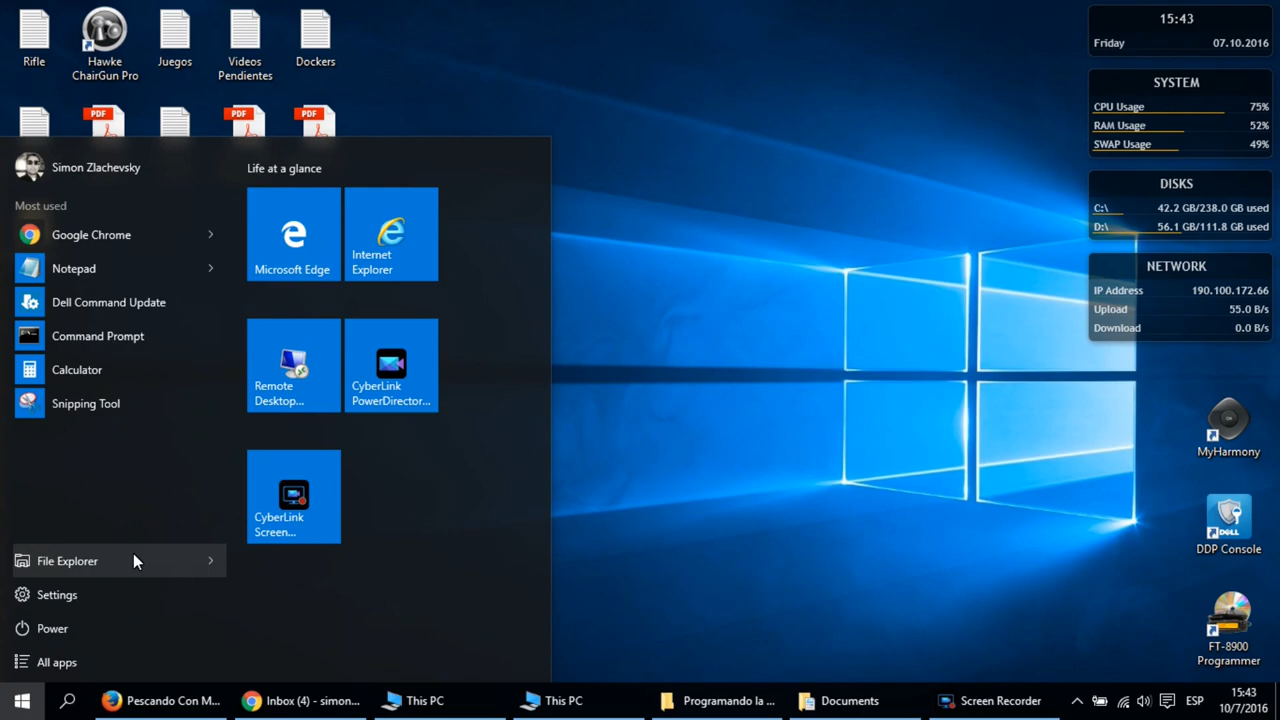 Rifle
Hawke
ChairGun Pro
Juegos
Videos
Pendientes
Dockers
PDF
PDF
PDF
Simon Zlachevsky
Most used
Google Chrome
Notepad
Dell Command Update
Command Prompt
Calculator
Snipping Tool
File Explorer
Settings
Power
All apps
Life at a glance
Microsoft Edge
Internet
Explorer
Remote
Desktop...
CyberLink
PowerDirector...
CyberLink
Screen...
15:43
Friday 07.10.2016
SYSTEM
CPU Usage 75%
RAM Usage 52%
SWAP Usage 49%
DISKS
C:\ 42.2 GB/238.0 GB used
D:\ 56.1 GB/111.8 GB used
NETWORK
IP Address 190.100.172.66
Upload 55.0 B/s
Download 0.0 B/s
MyHarmony
DELL
DDP Console
FT-8900
Programmer
Pescando Con M...
Inbox (4) - simon...
This PC
This PC
Programando la ...
Documents
Screen Recorder
ESP
15:43
10/7/2016